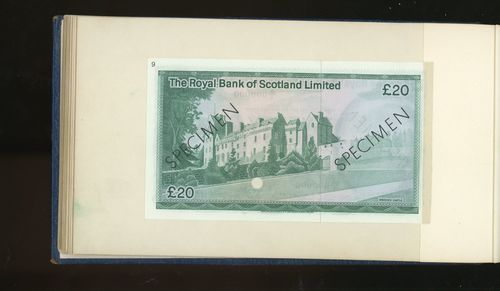 9
The Royal Bank of Scotland Limited
£20
SPECIMEN
SPECIMEN
£20